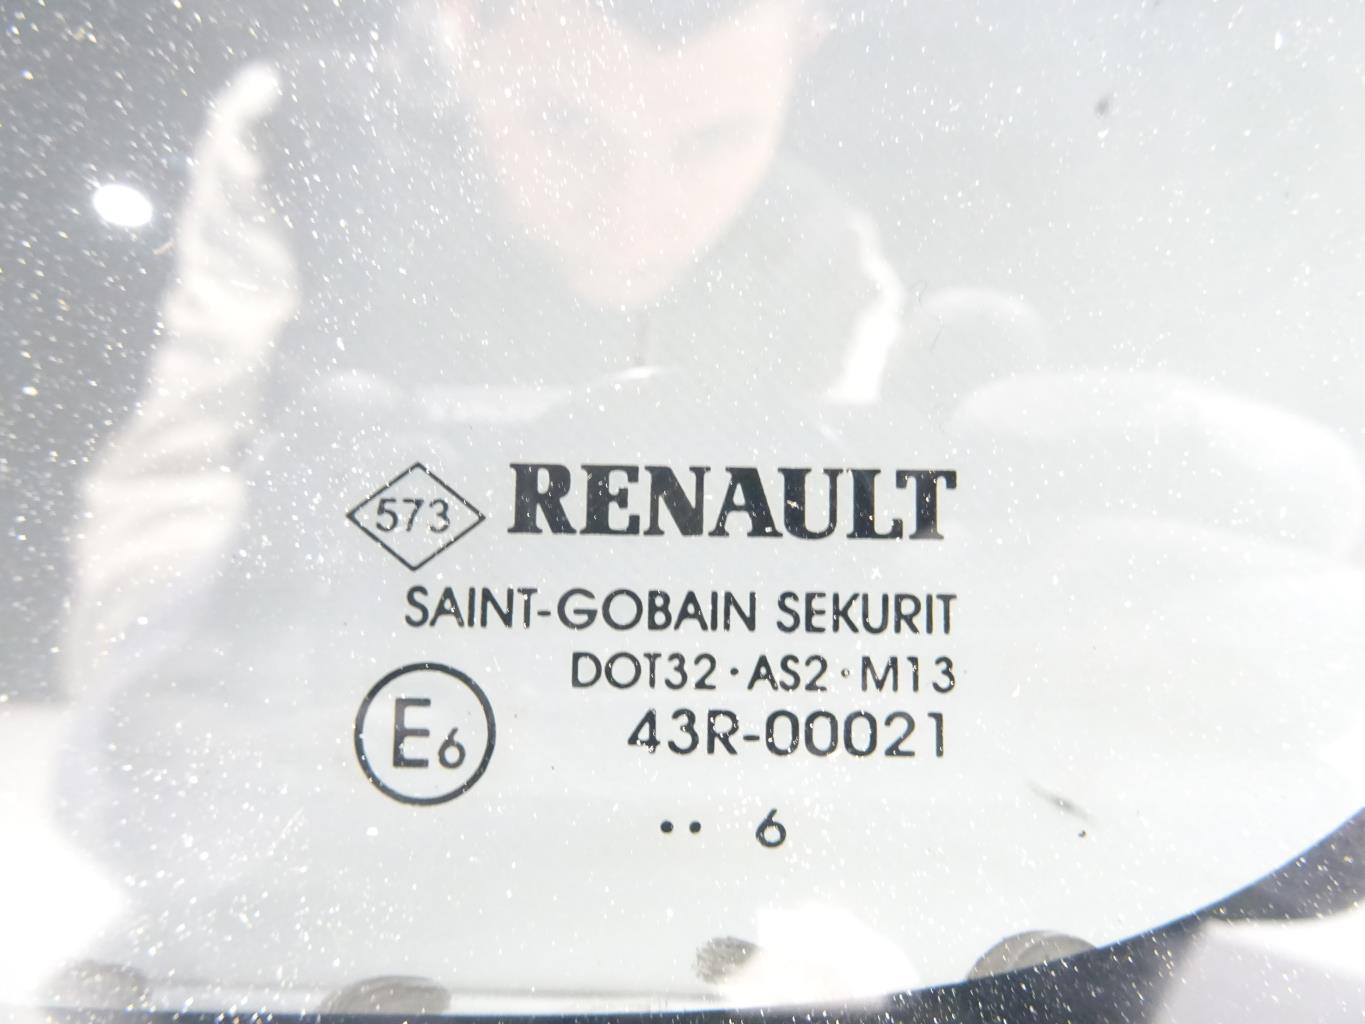 573 RENAULT
SAINT-GOBAIN SEKURIT
DOT32·AS2·M13
E6 43R-00021
·· 6